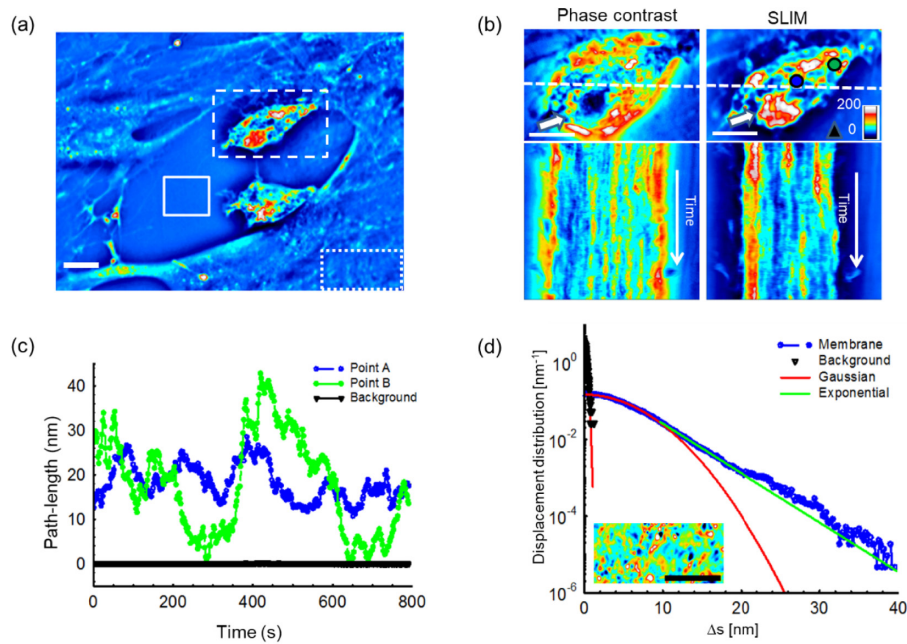 (a)
(b)
Phase contrast
SLIM
200
0
Time
Time
(c)
Point A
Point B
Background
Path-length (nm)
40
30
20
10
0
0
200
400
600
800
Time (s)
(d)
Membrane
Background
Gaussian
Exponential
Displacement distribution [nm⁻¹]
10⁰
10⁻²
10⁻⁴
10⁻⁶
0
10
20
30
40
Δs [nm]